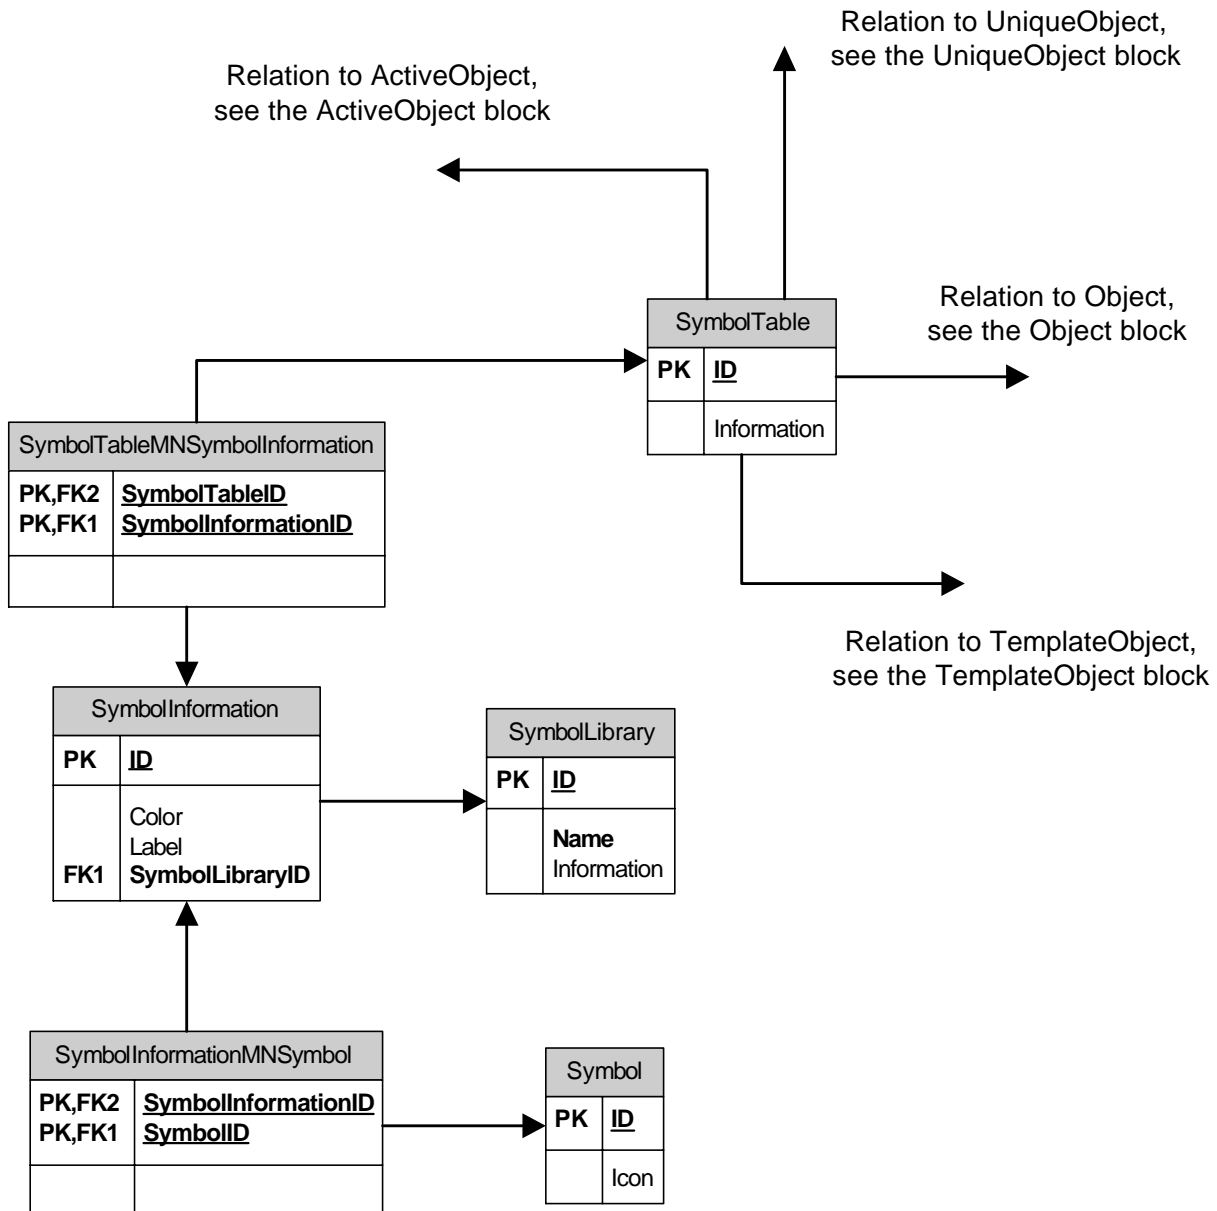 Relation to UniqueObject,
see the UniqueObject block
Relation to ActiveObject,
see the ActiveObject block
Relation to Object,
see the Object block
SymbolTable
PK ID
Information
SymbolTableMNSymbolInformation
PK,FK2 SymbolTableID
PK,FK1 SymbolInformationID
Relation to TemplateObject,
see the TemplateObject block
SymbolInformation
PK ID
Color
Label
FK1 SymbolLibraryID
SymbolLibrary
PK ID
Name
Information
SymbolInformationMNSymbol
PK,FK2 SymbolInformationID
PK,FK1 SymbolID
Symbol
PK ID
Icon